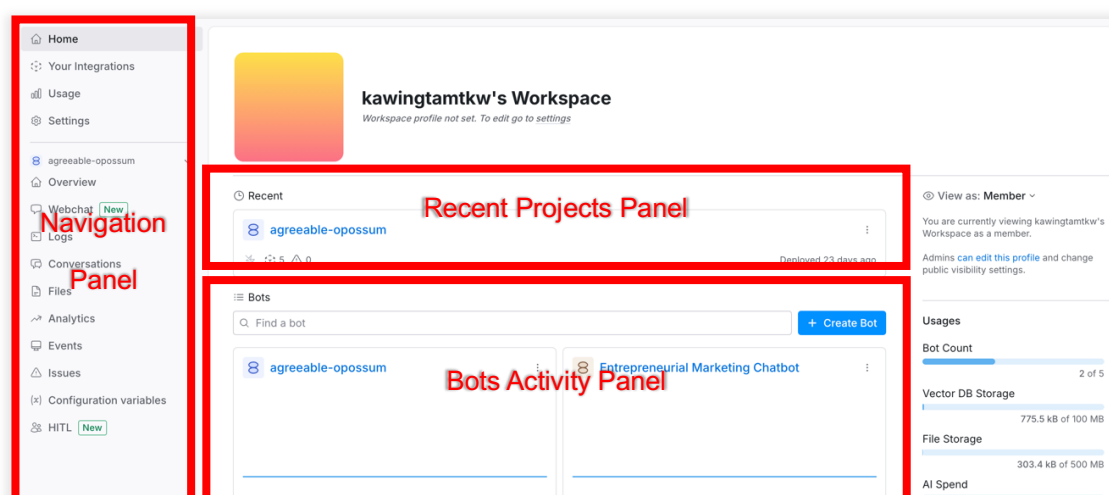 Home
Your Integrations
Usage
Settings
agreeable-opossum
Overview
Webchat New
Logs
Conversations
Files
Analytics
Events
Issues
Configuration variables
HITL New
Navigation
Panel
kawingtamtkw's Workspace
Workspace profile not set. To edit go to settings
Recent
Recent Projects Panel
agreeable-opossum
5 0
Deployed 23 days ago
Bots
Find a bot
+ Create Bot
agreeable-opossum
Entrepreneurial Marketing Chatbot
Bots Activity Panel
View as: Member
You are currently viewing kawingtamtkw's
Workspace as a member.
Admins can edit this profile and change
public visibility settings.
Usages
Bot Count
2 of 5
Vector DB Storage
775.5 kB of 100 MB
File Storage
303.4 kB of 500 MB
AI Spend